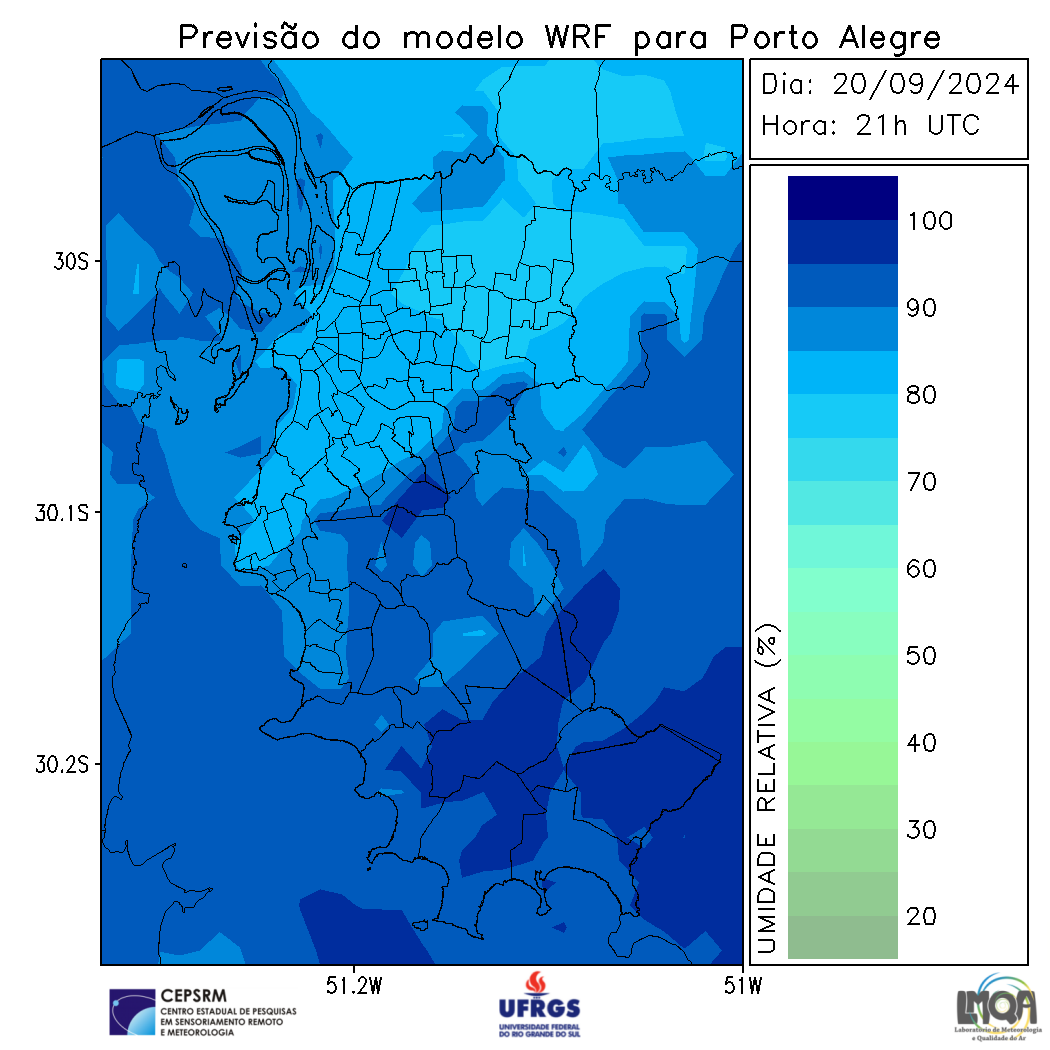 Previsão do modelo WRF para Porto Alegre
Dia: 20/09/2024
Hora: 21h UTC
30S
30.1S
30.2S
51.2W
51W
UMIDADE RELATIVA (%)
100
90
80
70
60
50
40
30
20
CEPSRM
CENTRO ESTADUAL DE PESQUISAS
EM SENSORIAMENTO REMOTO
E METEOROLOGIA
UFRGS
UNIVERSIDADE FEDERAL
DO RIO GRANDE DO SUL
LMQA
Laboratório de Meteorologia
e Qualidade do Ar